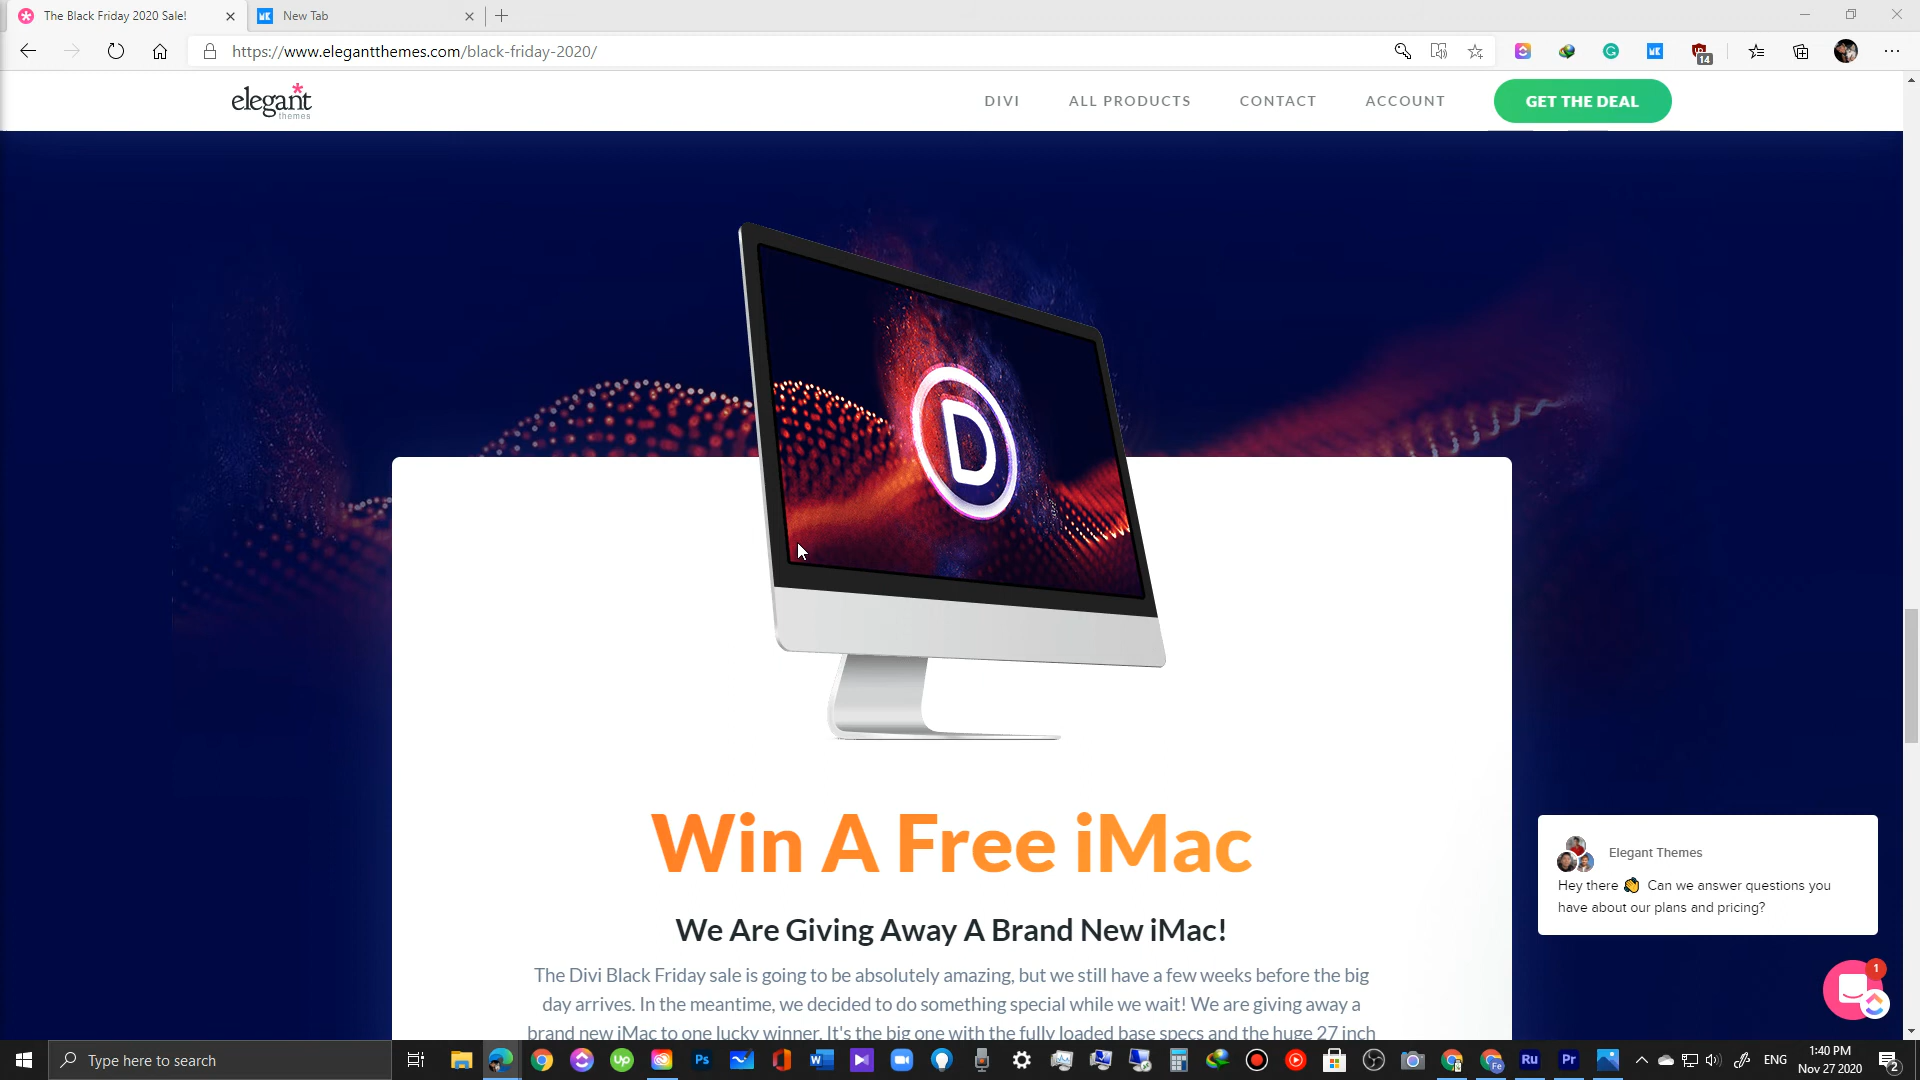 The Black Friday 2020 Sale!
New Tab
https://www.elegantthemes.com/black-friday-2020/
14
elegant
themes
DIVI
ALL PRODUCTS
CONTACT
ACCOUNT
GET THE DEAL
D
Win A Free iMac
We Are Giving Away A Brand New iMac!
The Divi Black Friday sale is going to be absolutely amazing, but we still have a few weeks before the big
day arrives. In the meantime, we decided to do something special while we wait! We are giving away a
brand new iMac to one lucky winner. It's the big one with the fully loaded base specs and the huge 27 inch
Elegant Themes
Hey there 👋 Can we answer questions you
have about our plans and pricing?
1
Type here to search
Up
Ps
W
Ru
Pr
ENG
1:40 PM
Nov 27 2020
2